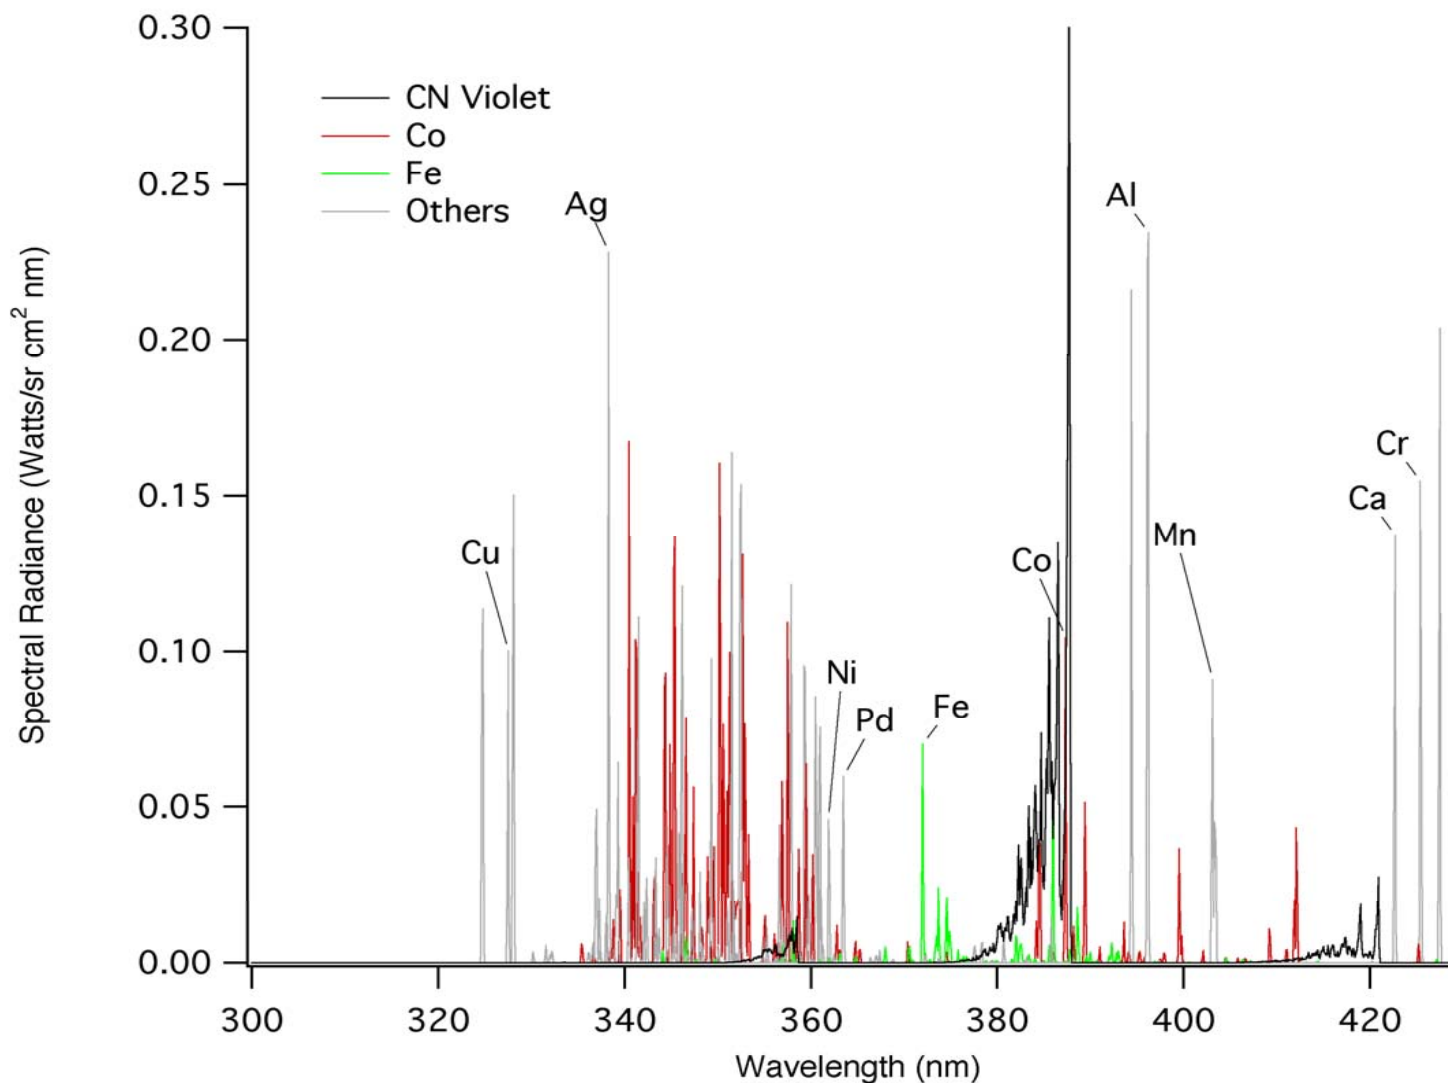 0.30
0.25
0.20
0.15
0.10
0.05
0.00
Spectral Radiance (Watts/sr cm² nm)
CN Violet
Co
Fe
Others
Ag
Al
Cu
Cr
Ca
Mn
Co
Ni
Pd
Fe
300 320 340 360 380 400 420
Wavelength (nm)